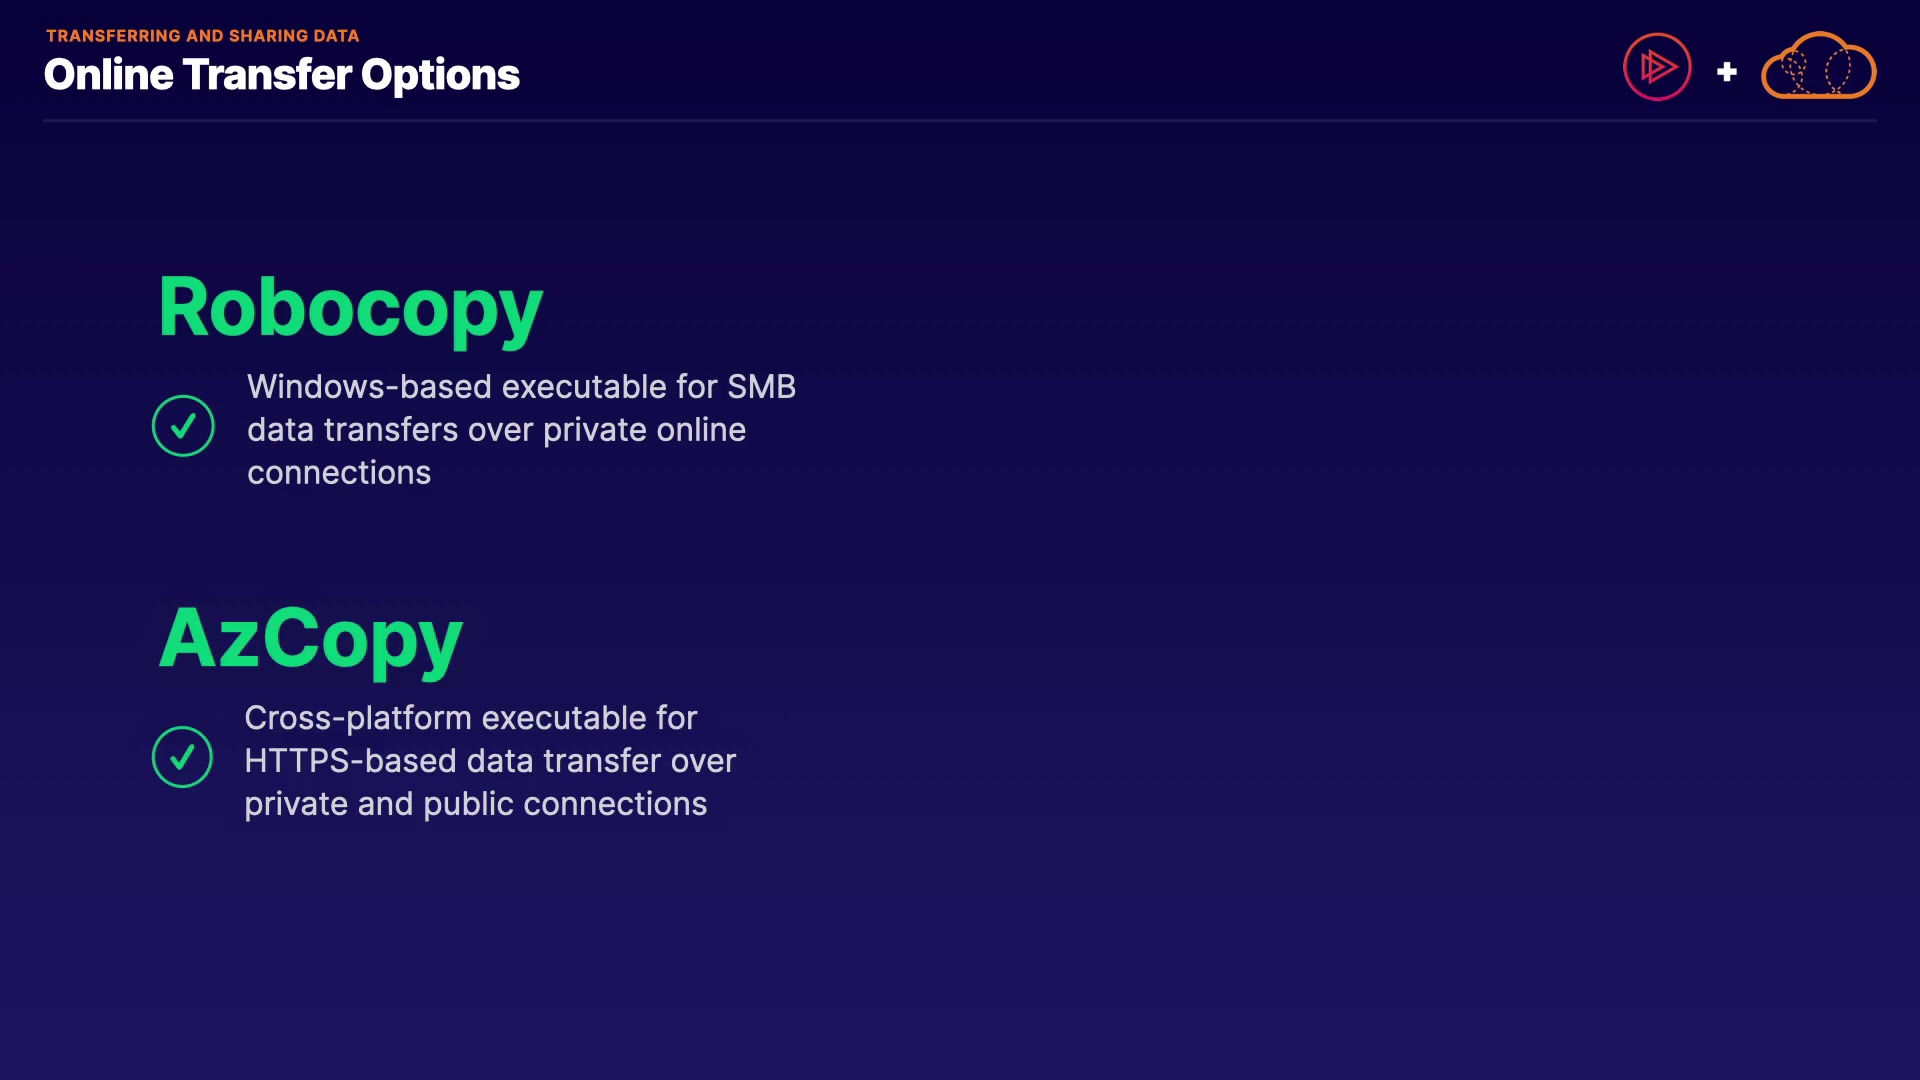 TRANSFERRING AND SHARING DATA
Online Transfer Options
Robocopy
Windows-based executable for SMB
data transfers over private online
connections
AzCopy
Cross-platform executable for
HTTPS-based data transfer over
private and public connections